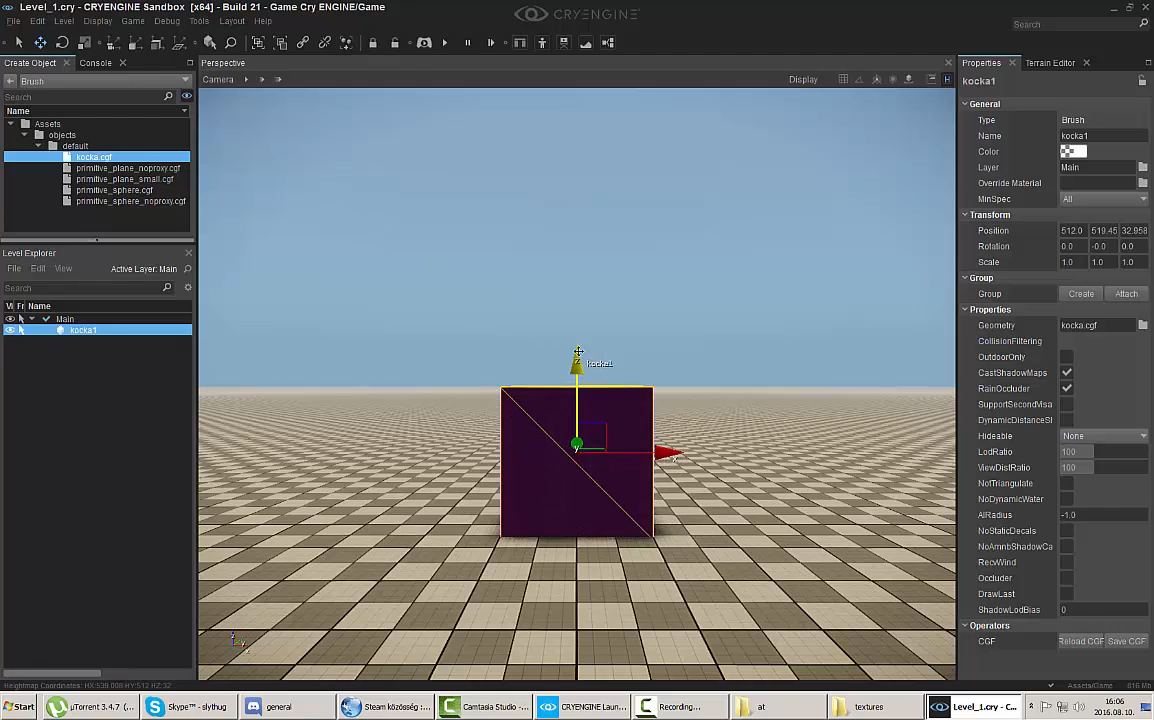 Level_1.cry - CRYENGINE Sandbox [x64] - Build 21 - Game Cry ENGINE/Game
CRYENGINE
File Edit Level Display Game Debug Tools Layout Help
Search
Create Object Console
Perspective
Properties Terrain Editor
Brush
Camera
Display
kocka1
Search
Name
Assets
objects
default
kocka.cgf
primitive_plane_noproxy.cgf
primitive_plane_small.cgf
primitive_sphere.cgf
primitive_sphere_noproxy.cgf
Level Explorer
File Edit View Active Layer: Main
Search
Vi Fr Name
Main
kocka1
z
kocka1
y
x
General
Type Brush
Name kocka1
Color
Layer Main
Override Material
MinSpec All
Transform
Position 512.0 519.45 32.958
Rotation 0.0 -0.0 0.0
Scale 1.0 1.0 1.0
Group
Group Create Attach
Properties
Geometry kocka.cgf
CollisionFiltering
OutdoorOnly
CastShadowMaps
RainOccluder
SupportSecondVisa
DynamicDistanceSh
Hideable None
LodRatio 100
ViewDistRatio 100
NotTriangulate
NoDynamicWater
AIRadius -1.0
NoStaticDecals
NoAmnbShadowCa
RecvWind
Occluder
DrawLast
ShadowLodBias 0
Operators
CGF Reload CGF Save CGF
Heightmap Coordinates: HX:539.008 HY:512 HZ:32
Assets/Game 816 Mb
Start µTorrent 3.4.7 (... Skype™ - slythug general Steam közösség :... Camtasia Studio -... CRYENGINE Laun... Recording... at textures Level_1.cry - C...
16:06
2016.08.10.